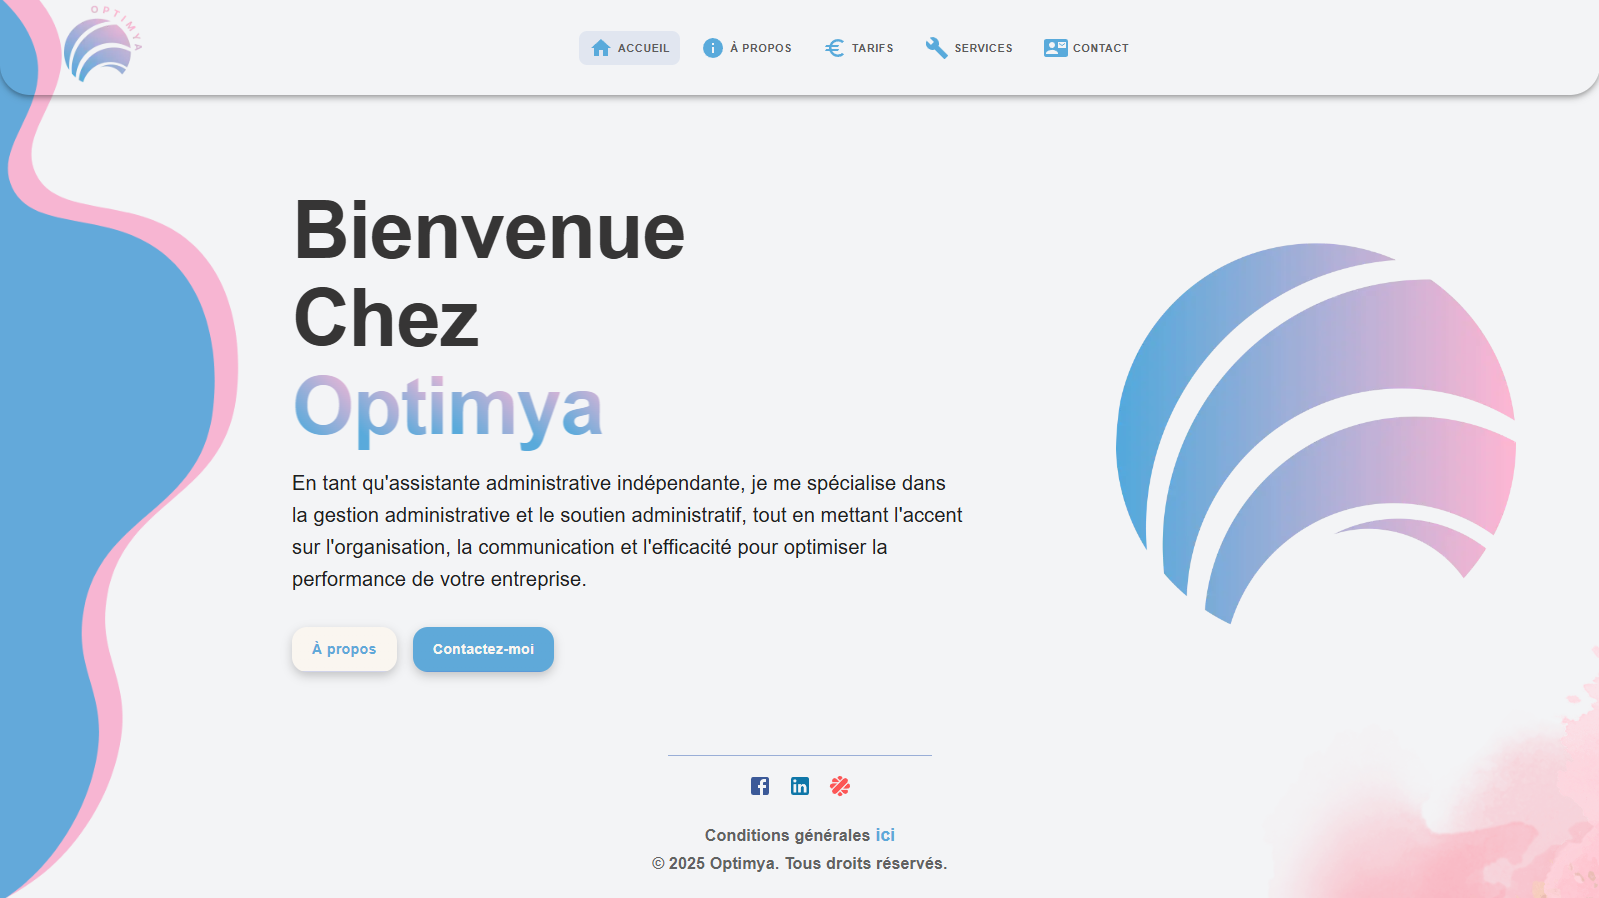 OPTIMYA
ACCUEIL
À PROPOS
TARIFS
SERVICES
CONTACT
Bienvenue
Chez
Optimya
En tant qu'assistante administrative indépendante, je me spécialise dans
la gestion administrative et le soutien administratif, tout en mettant l'accent
sur l'organisation, la communication et l'efficacité pour optimiser la
performance de votre entreprise.
À propos
Contactez-moi
Conditions générales ici
© 2025 Optimya. Tous droits réservés.